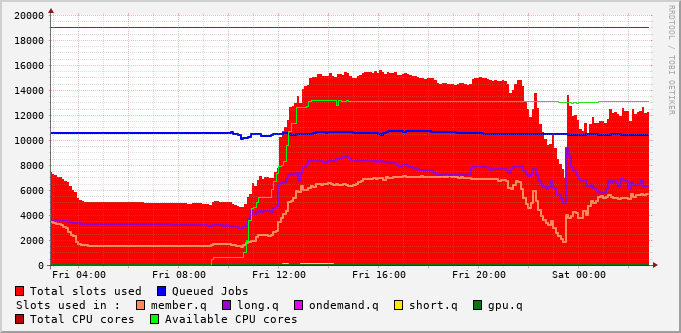 20000
18000
16000
14000
12000
10000
8000
6000
4000
2000
0
Fri 04:00 Fri 08:00 Fri 12:00 Fri 16:00 Fri 20:00 Sat 00:00
Total slots used Queued Jobs
Slots used in : member.q long.q ondemand.q short.q gpu.q
Total CPU cores Available CPU cores
RRDTOOL / TOBI OETIKER